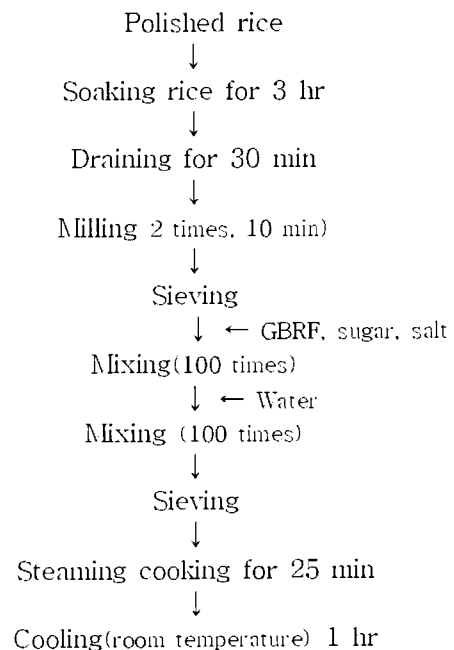 Polished rice
↓
Soaking rice for 3 hr
↓
Draining for 30 min
↓
Milling 2 times, 10 min)
↓
Sieving
↓ ← GBRF, sugar, salt
Mixing(100 times)
↓ ← Water
Mixing (100 times)
↓
Sieving
↓
Steaming cooking for 25 min
↓
Cooling(room temperature) 1 hr